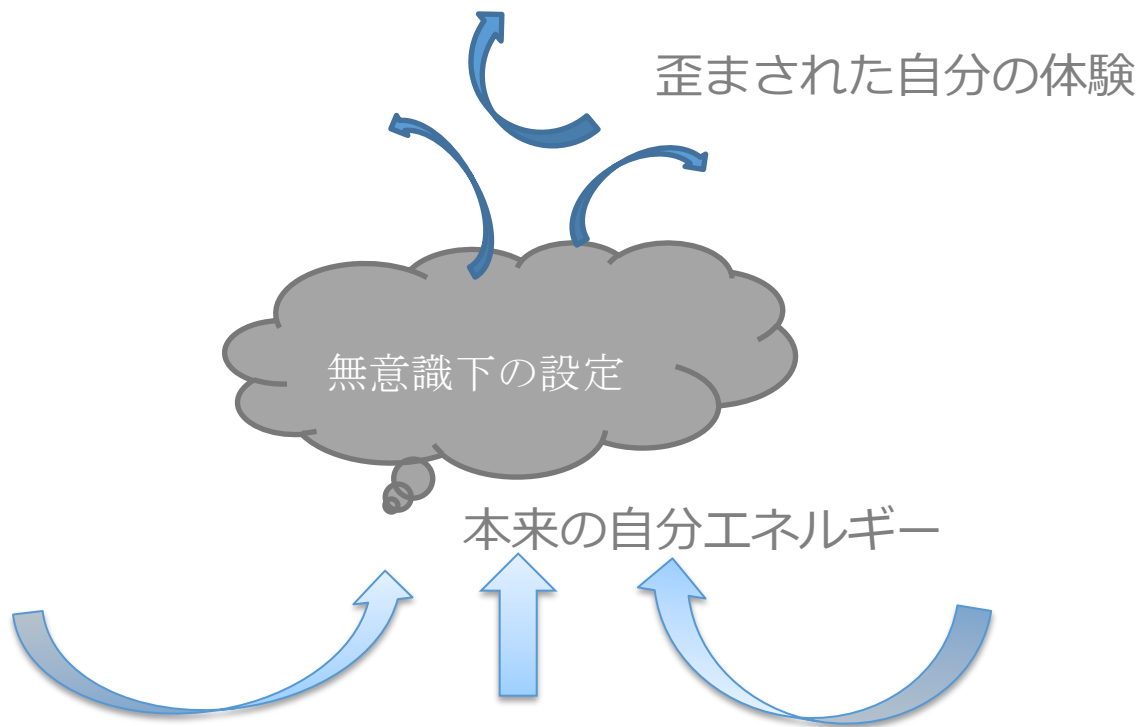 歪まされた自分の体験
無意識下の設定
本来の自分エネルギー